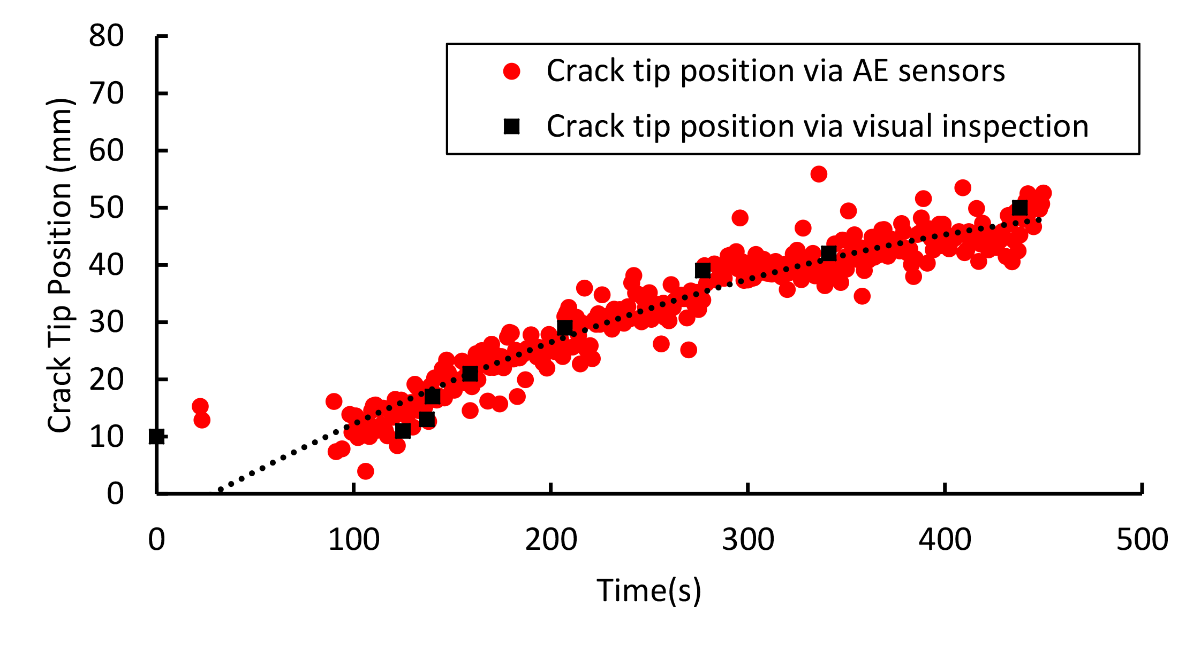 80
70
60
50
40
30
20
10
0
Crack Tip Position (mm)
Crack tip position via AE sensors
Crack tip position via visual inspection
0 100 200 300 400 500
Time(s)